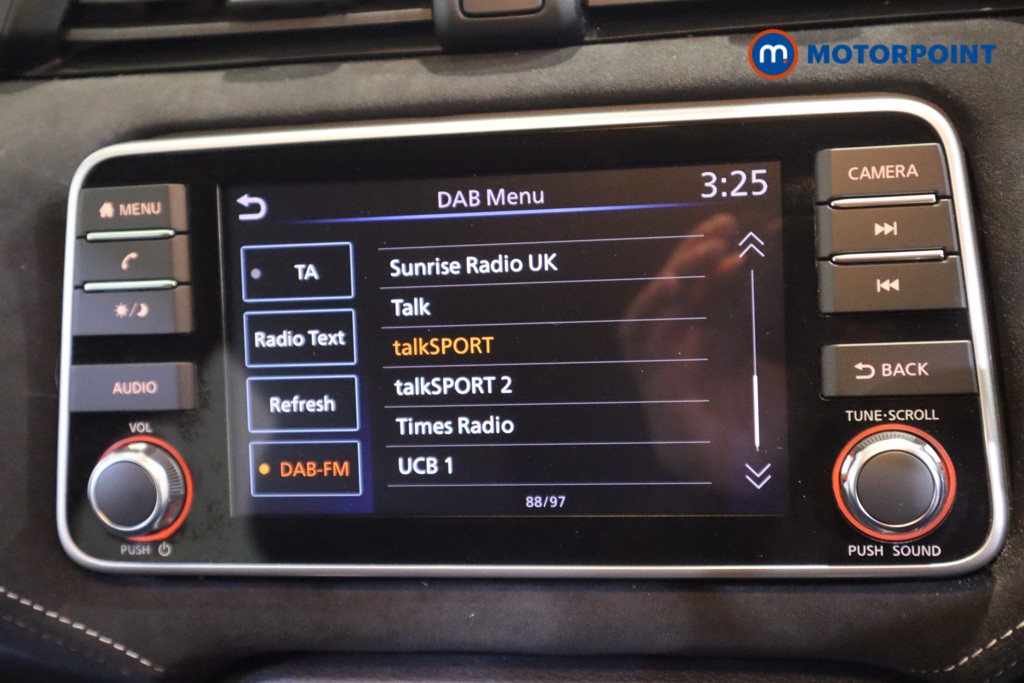 m. MOTORPOINT
MENU
AUDIO
VOL
PUSH
DAB Menu
3:25
TA
Radio Text
Refresh
DAB-FM
Sunrise Radio UK
Talk
talkSPORT
talkSPORT 2
Times Radio
UCB 1
88/97
CAMERA
BACK
TUNE·SCROLL
PUSH SOUND